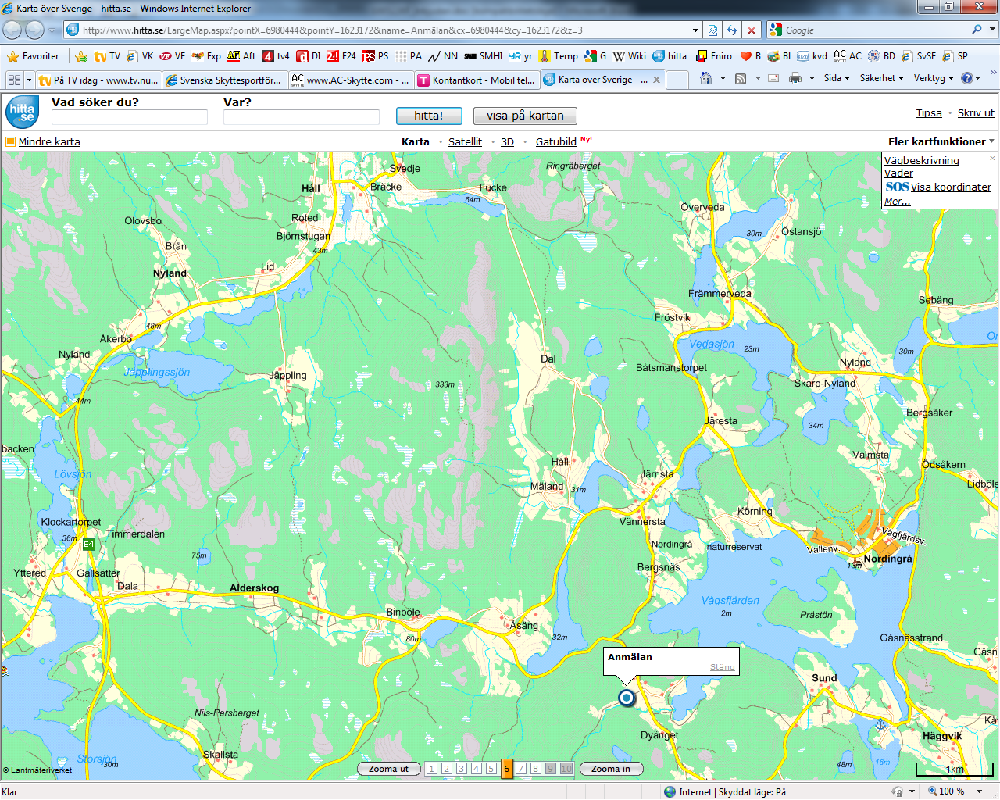 Karta över Sverige - hitta.se - Windows Internet Explorer
http://www.hitta.se/LargeMap.aspx?pointX=6980444&pointY=1623172&name=Anmälan&cx=6980444&cy=1623172&z=3
Google
Favoriter TV VK VF Exp Aft tv4 DI E24 PS PA NN SMHI yr Temp G Wiki hitta Eniro B BI kvd AC BD SvSF SP
På TV idag - www.tv.nu... Svenska Skyttesportför... www.AC-Skytte.com - ... Kontantkort - Mobil tel... Karta över Sverige - ...
Sida Säkerhet Verktyg
hitta.se
Vad söker du? Var?
hitta! visa på kartan
Tipsa • Skriv ut
Mindre karta
Karta • Satellit • 3D • Gatubild Ny!
Fler kartfunktioner
Vägbeskrivning
Väder
SOS Visa koordinater
Mer...
Svedje
Ringråberget
Håll
Bräcke
Fucke
64m
Överveda
Roted
Olovsbo
Björnstugan
30m
Östansjö
Brån
43m
Lid
Nyland
Främmerveda
Sebäng
Fröstvik
48m
Åkerbo
Vedasjön
23m
30m
Nyland
Dal
Nyland
Jäpplingssjön
Jäppling
Båtsmanstorpet
333m
Skarp-Nyland
44m
Bergsåker
Järesta
34m
backen
Valmsta
Håll
Ödsåkern
Lövsjön
Järnsta
Mäland
31m
Lidböle
Körning
Klockartorpet
Vännersta
Timmerdalen
36m
E4
Vågfjärdsv.
Nordingrå
naturreservat
Vallenv.
75m
Nordingrå
13m
Bergsnäs
Yttered
Gallsätter
Dala
Alderskog
Vågsfjärden
Binböle
2m
Prästön
Åsäng
80m
32m
Gåsnässtrand
Gåsn
Anmälan
Stäng
Sund
Nils-Persberget
Dyänget
Häggvik
Skallsta
Storsjön
30m
48m
16m
© Lantmäteriverket
Zooma ut 1 2 3 4 5 6 7 8 9 10 Zooma in
1km
Klar
Internet | Skyddat läge: På
100 %